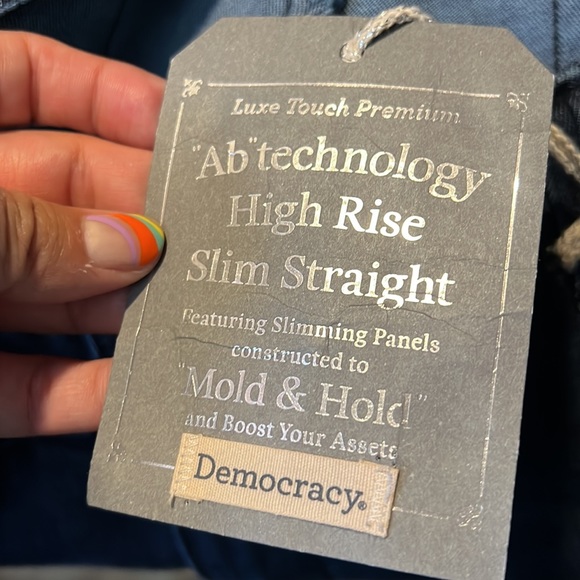 Luxe Touch Premium
"Ab"technology
High Rise
Slim Straight
Featuring Slimming Panels
constructed to
"Mold & Hold"
and Boost Your Assets
Democracy®